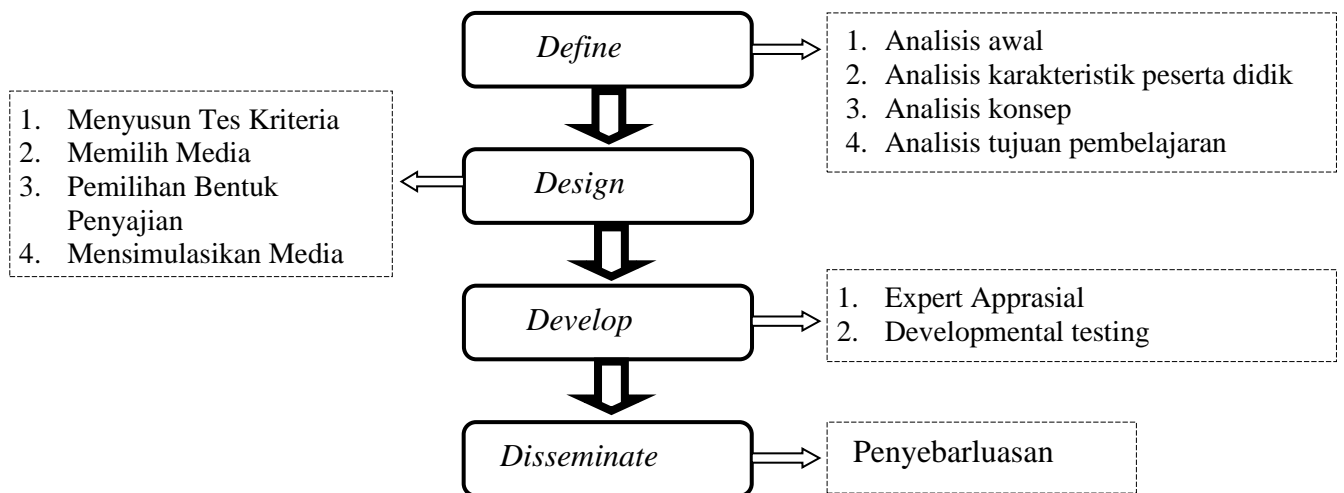 Define
1. Analisis awal
2. Analisis karakteristik peserta didik
3. Analisis konsep
4. Analisis tujuan pembelajaran
1. Menyusun Tes Kriteria
2. Memilih Media
3. Pemilihan Bentuk
Penyajian
4. Mensimulasikan Media
Design
Develop
1. Expert Apprasial
2. Developmental testing
Disseminate
Penyebarluasan